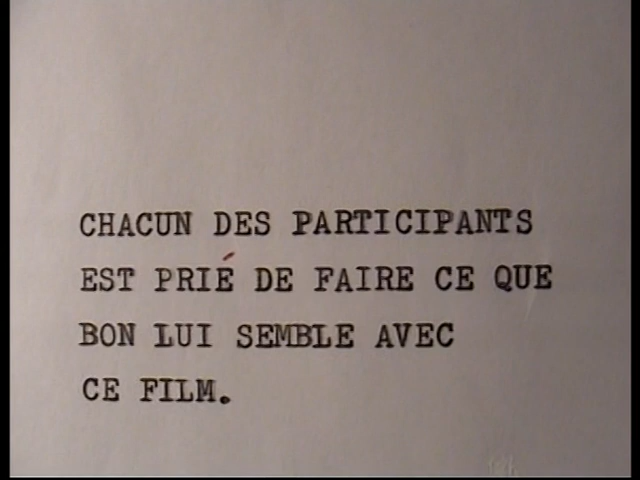 CHACUN DES PARTICIPANTS
EST PRIÉ DE FAIRE CE QUE
BON LUI SEMBLE AVEC
CE FILM.